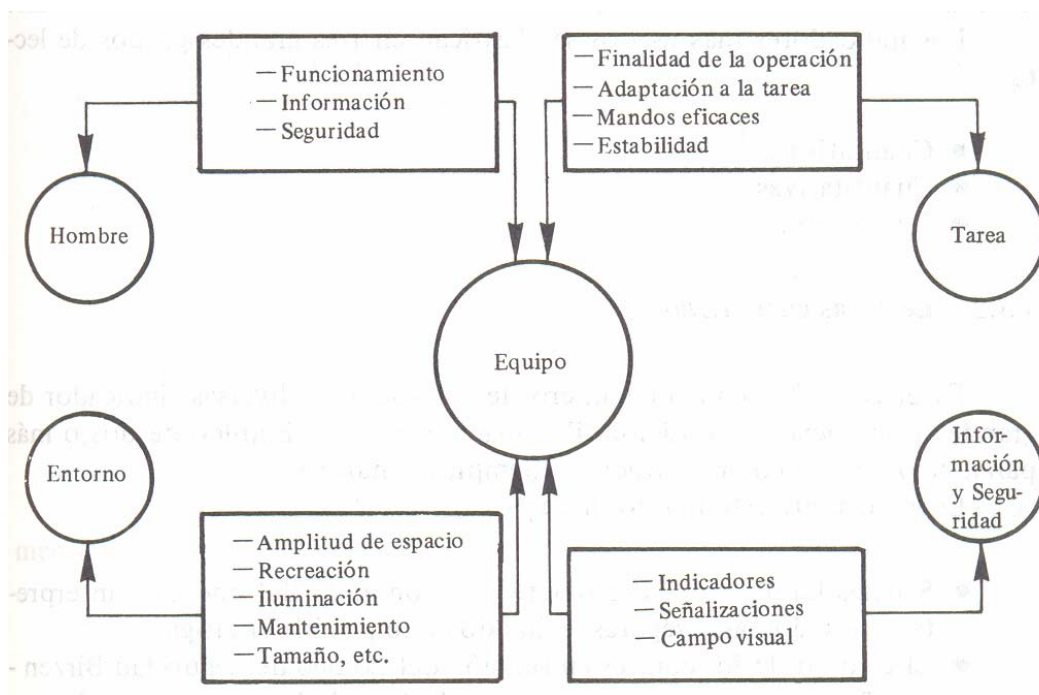 — Funcionamiento
— Información
— Seguridad
— Finalidad de la operación
— Adaptación a la tarea
— Mandos eficaces
— Estabilidad
Hombre
Tarea
Equipo
Entorno
Infor-
mación
y Segu-
ridad
— Amplitud de espacio
— Recreación
— Iluminación
— Mantenimiento
— Tamaño, etc.
— Indicadores
— Señalizaciones
— Campo visual